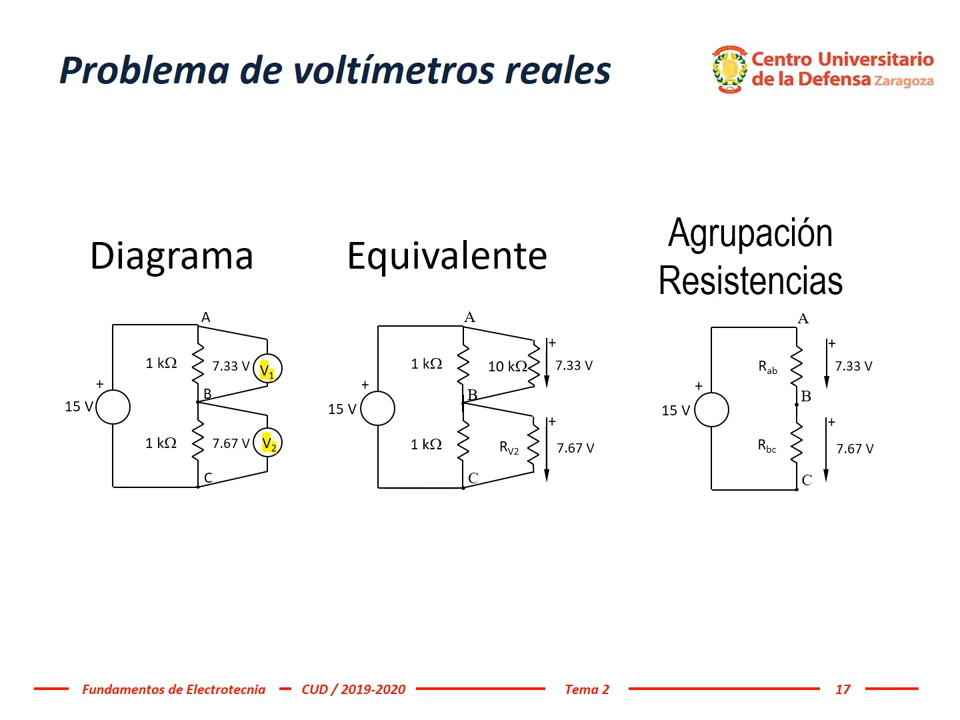 Problema de voltímetros reales
Centro Universitario
de la Defensa Zaragoza
Diagrama
Equivalente
Agrupación
Resistencias
A
1 kΩ
7.33 V
V1
+
15 V
B
1 kΩ
7.67 V
V2
C
A
+
1 kΩ
10 kΩ
7.33 V
+
15 V
B
+
1 kΩ
RV2
7.67 V
C
A
+
Rab
7.33 V
+
15 V
B
+
Rbc
7.67 V
C
Fundamentos de Electrotecnia
CUD / 2019-2020
Tema 2
17